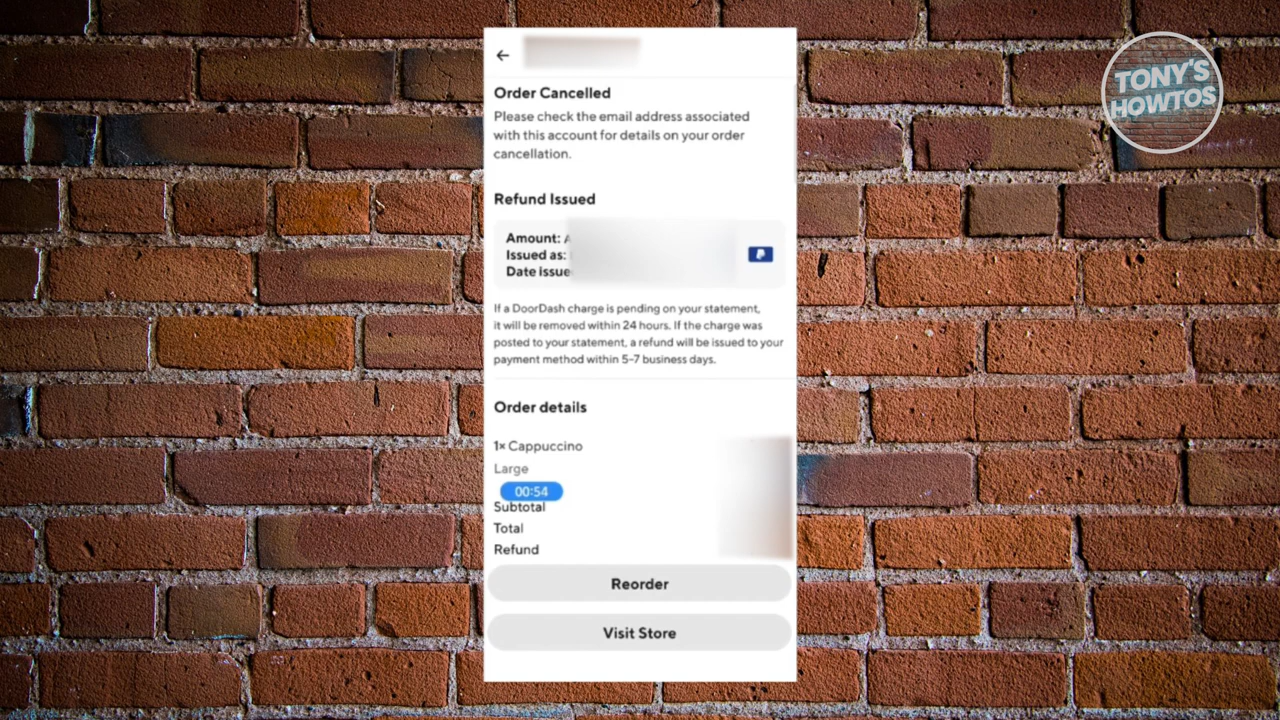 TONY'S
HOWTOS
Order Cancelled
Please check the email address associated
with this account for details on your order
cancellation.
Refund Issued
Amount:
Issued as:
Date issue
If a DoorDash charge is pending on your statement,
it will be removed within 24 hours. If the charge was
posted to your statement, a refund will be issued to your
payment method within 5-7 business days.
Order details
1× Cappuccino
Large
00:54
Subtotal
Total
Refund
Reorder
Visit Store